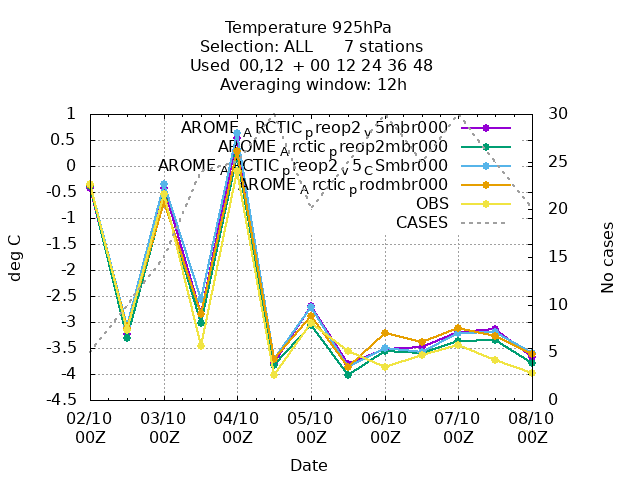 Temperature 925hPa
Selection: ALL 7 stations
Used 00,12 + 00 12 24 36 48
Averaging window: 12h
1
0.5
0
-0.5
-1
-1.5
-2
-2.5
-3
-3.5
-4
-4.5
deg C
AROME_ARCTIC_preop2_v5mbr000
AROME_Arctic_preop2mbr000
AROME_ARCTIC_preop2_v5_CSmbr000
AROME_Arctic_prodmbr000
OBS
CASES
30
25
20
15
10
5
0
No cases
02/10 03/10 04/10 05/10 06/10 07/10 08/10
00Z 00Z 00Z 00Z 00Z 00Z 00Z
Date